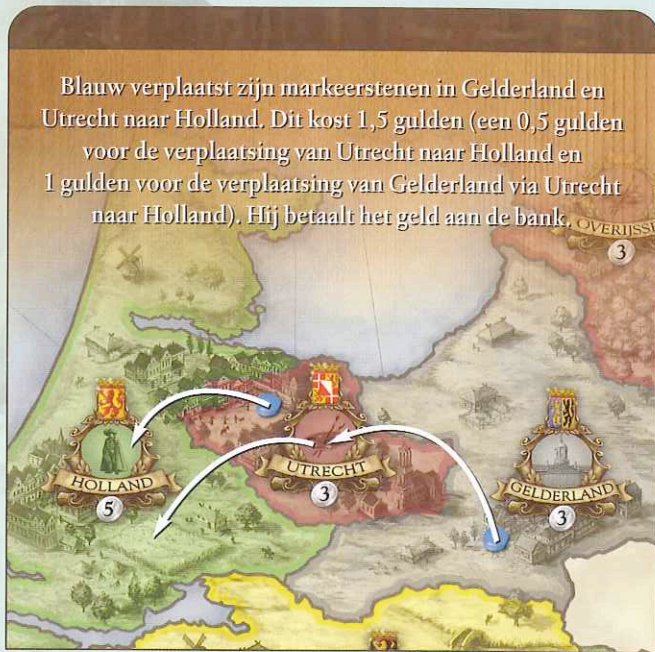 Blauw verplaatst zijn markeerstenen in Gelderland en
Utrecht naar Holland. Dit kost 1,5 gulden (een 0,5 gulden
voor de verplaatsing van Utrecht naar Holland en
1 gulden voor de verplaatsing van Gelderland via Utrecht
naar Holland). Hij betaalt het geld aan de bank.
3
HOLLAND
5
UTRECHT
3
GELDERLAND
3